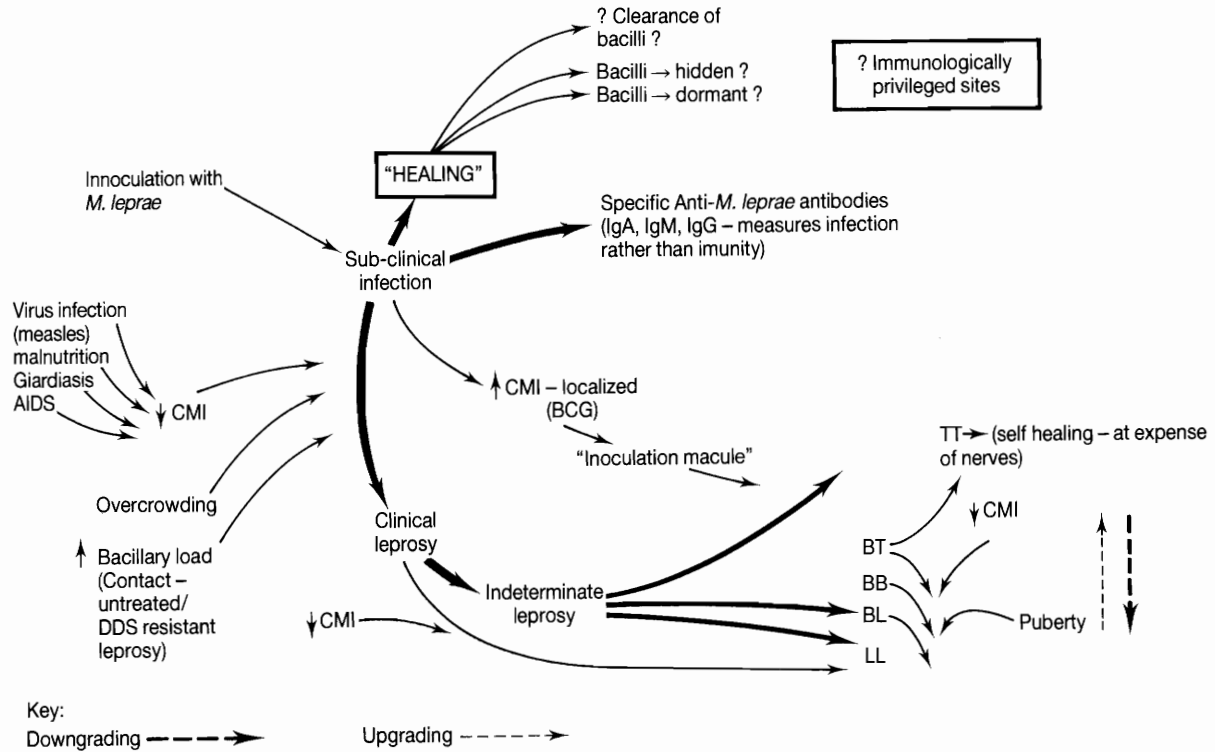 ? Clearance of
bacilli ?
Bacilli → hidden ?
Bacilli → dormant ?
? Immunologically
privileged sites
"HEALING"
Innoculation with
M. leprae
Specific Anti-M. leprae antibodies
(IgA, IgM, IgG – measures infection
rather than imunity)
Sub-clinical
infection
Virus infection
(measles)
malnutrition
Giardiasis
AIDS
↓ CMI
↑ CMI – localized
(BCG)
"Inoculation macule"
TT→ (self healing – at expense
of nerves)
↓ CMI
Overcrowding
↑ Bacillary load
(Contact –
untreated/
DDS resistant
leprosy)
Clinical
leprosy
Indeterminate
leprosy
↓ CMI
BT
BB
BL
LL
Puberty
Key:
Downgrading
Upgrading